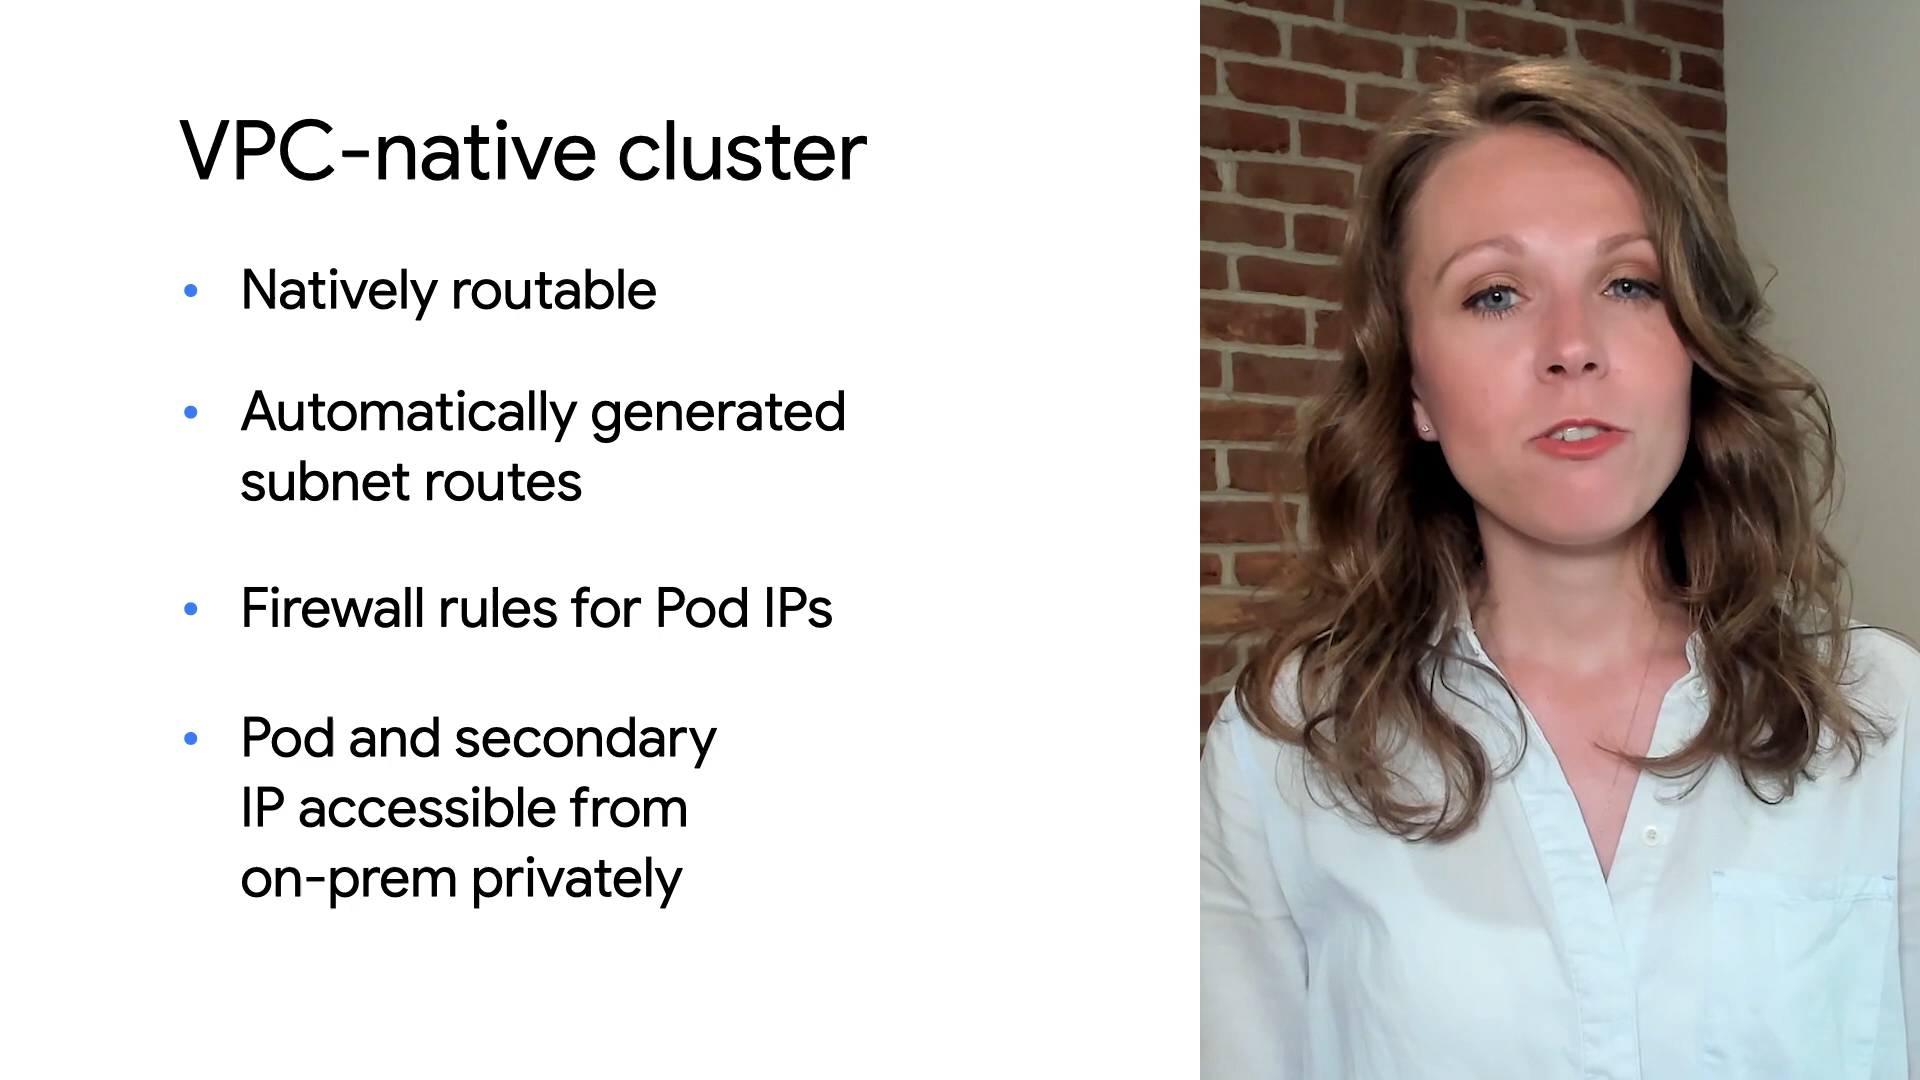 VPC-native cluster
• Natively routable
• Automatically generated
subnet routes
• Firewall rules for Pod IPs
• Pod and secondary
IP accessible from
on-prem privately